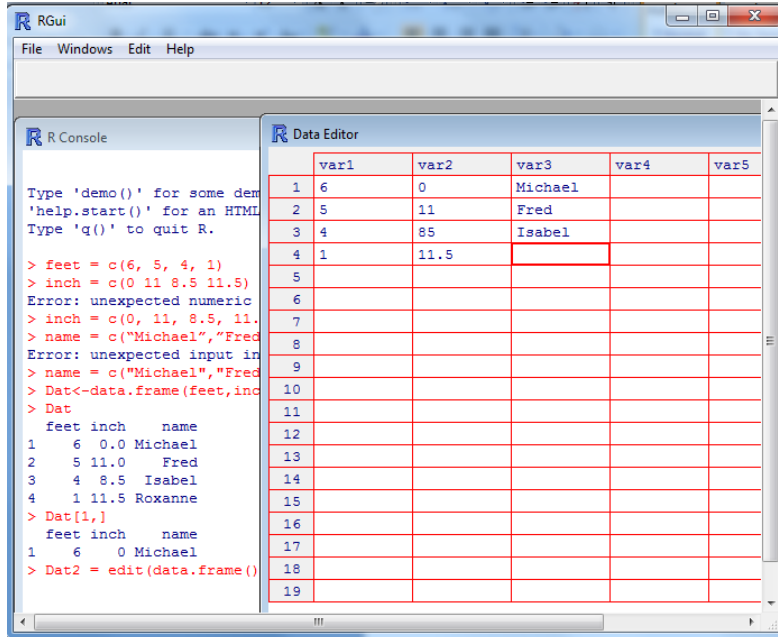 RGui
File Windows Edit Help
R Console
Type 'demo()' for some dem
'help.start()' for an HTML
Type 'q()' to quit R.
> feet = c(6, 5, 4, 1)
> inch = c(0 11 8.5 11.5)
Error: unexpected numeric
> inch = c(0, 11, 8.5, 11.
> name = c(“Michael”,”Fred
Error: unexpected input in
> name = c("Michael","Fred
> Dat<-data.frame(feet,inc
> Dat
feet inch name
1 6 0.0 Michael
2 5 11.0 Fred
3 4 8.5 Isabel
4 1 11.5 Roxanne
> Dat[1,]
feet inch name
1 6 0 Michael
> Dat2 = edit(data.frame()
Data Editor
var1 var2 var3 var4 var5
1 6 0 Michael
2 5 11 Fred
3 4 85 Isabel
4 1 11.5
5
6
7
8
9
10
11
12
13
14
15
16
17
18
19